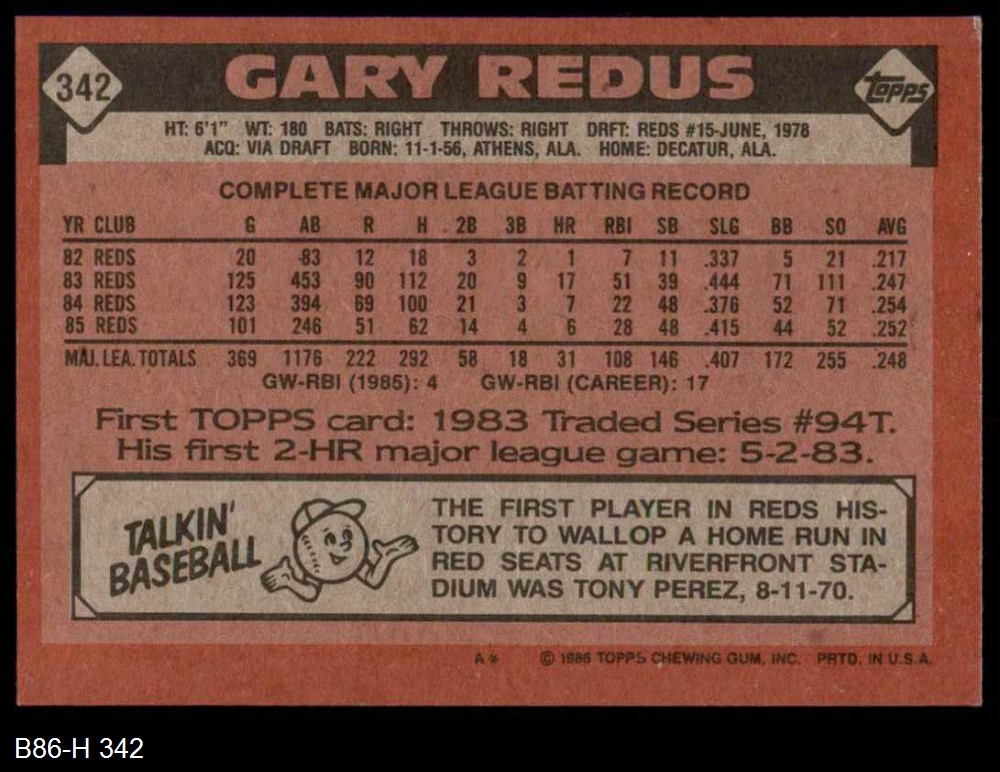 342 GARY REDUS topps
HT: 6'1" WT: 180 BATS: RIGHT THROWS: RIGHT DRFT: REDS #15-JUNE, 1978
ACQ: VIA DRAFT BORN: 11-1-56, ATHENS, ALA. HOME: DECATUR, ALA.
COMPLETE MAJOR LEAGUE BATTING RECORD
YR CLUB G AB R H 2B 3B HR RBI SB SLG BB SO AVG
82 REDS 20 83 12 18 3 2 1 7 11 .337 5 21 .217
83 REDS 125 453 90 112 20 9 17 51 39 .444 71 111 .247
84 REDS 123 394 69 100 21 3 7 22 48 .376 52 71 .254
85 REDS 101 246 51 62 14 4 6 28 48 .415 44 52 .252
MAJ. LEA. TOTALS 369 1176 222 292 58 18 31 108 146 .407 172 255 .248
GW-RBI (1985): 4 GW-RBI (CAREER): 17
First TOPPS card: 1983 Traded Series #94T.
His first 2-HR major league game: 5-2-83.
TALKIN'
BASEBALL
THE FIRST PLAYER IN REDS HIS-
TORY TO WALLOP A HOME RUN IN
RED SEATS AT RIVERFRONT STA-
DIUM WAS TONY PEREZ, 8-11-70.
A* © 1986 TOPPS CHEWING GUM, INC. PRTD. IN U.S.A.
B86-H 342